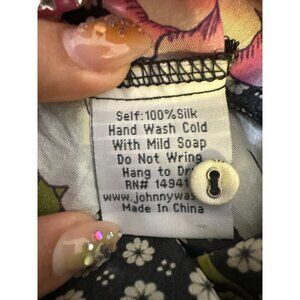 Self:100%Silk
Hand Wash Cold
With Mild Soap
Do Not Wring
Hang to
RN# 14941
www.johnnywas
Made In China